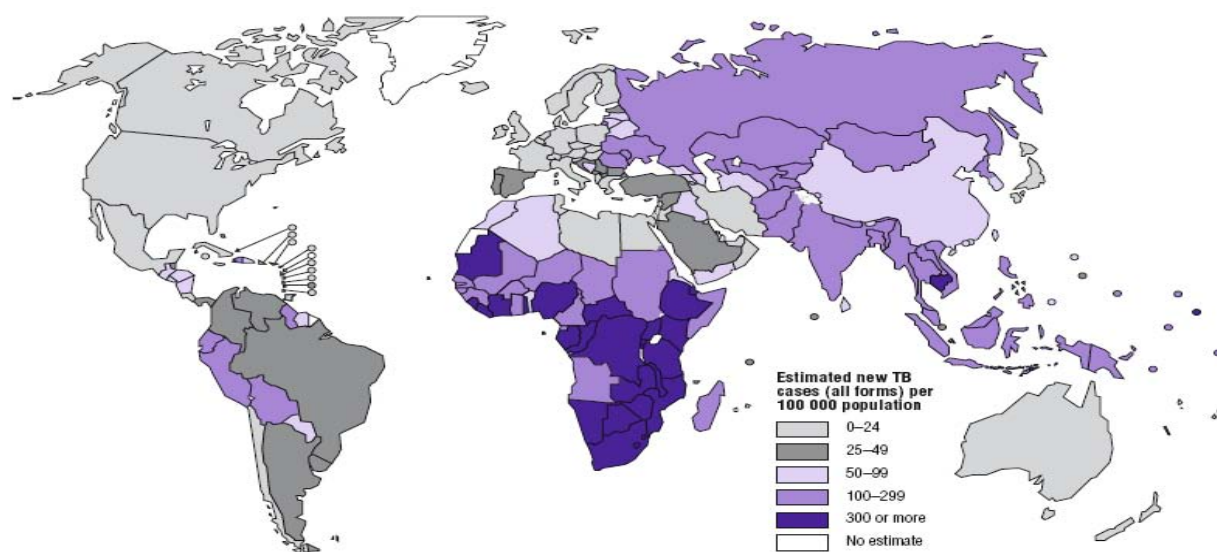 Estimated new TB
cases (all forms) per
100 000 population
0–24
25–49
50–99
100–299
300 or more
No estimate